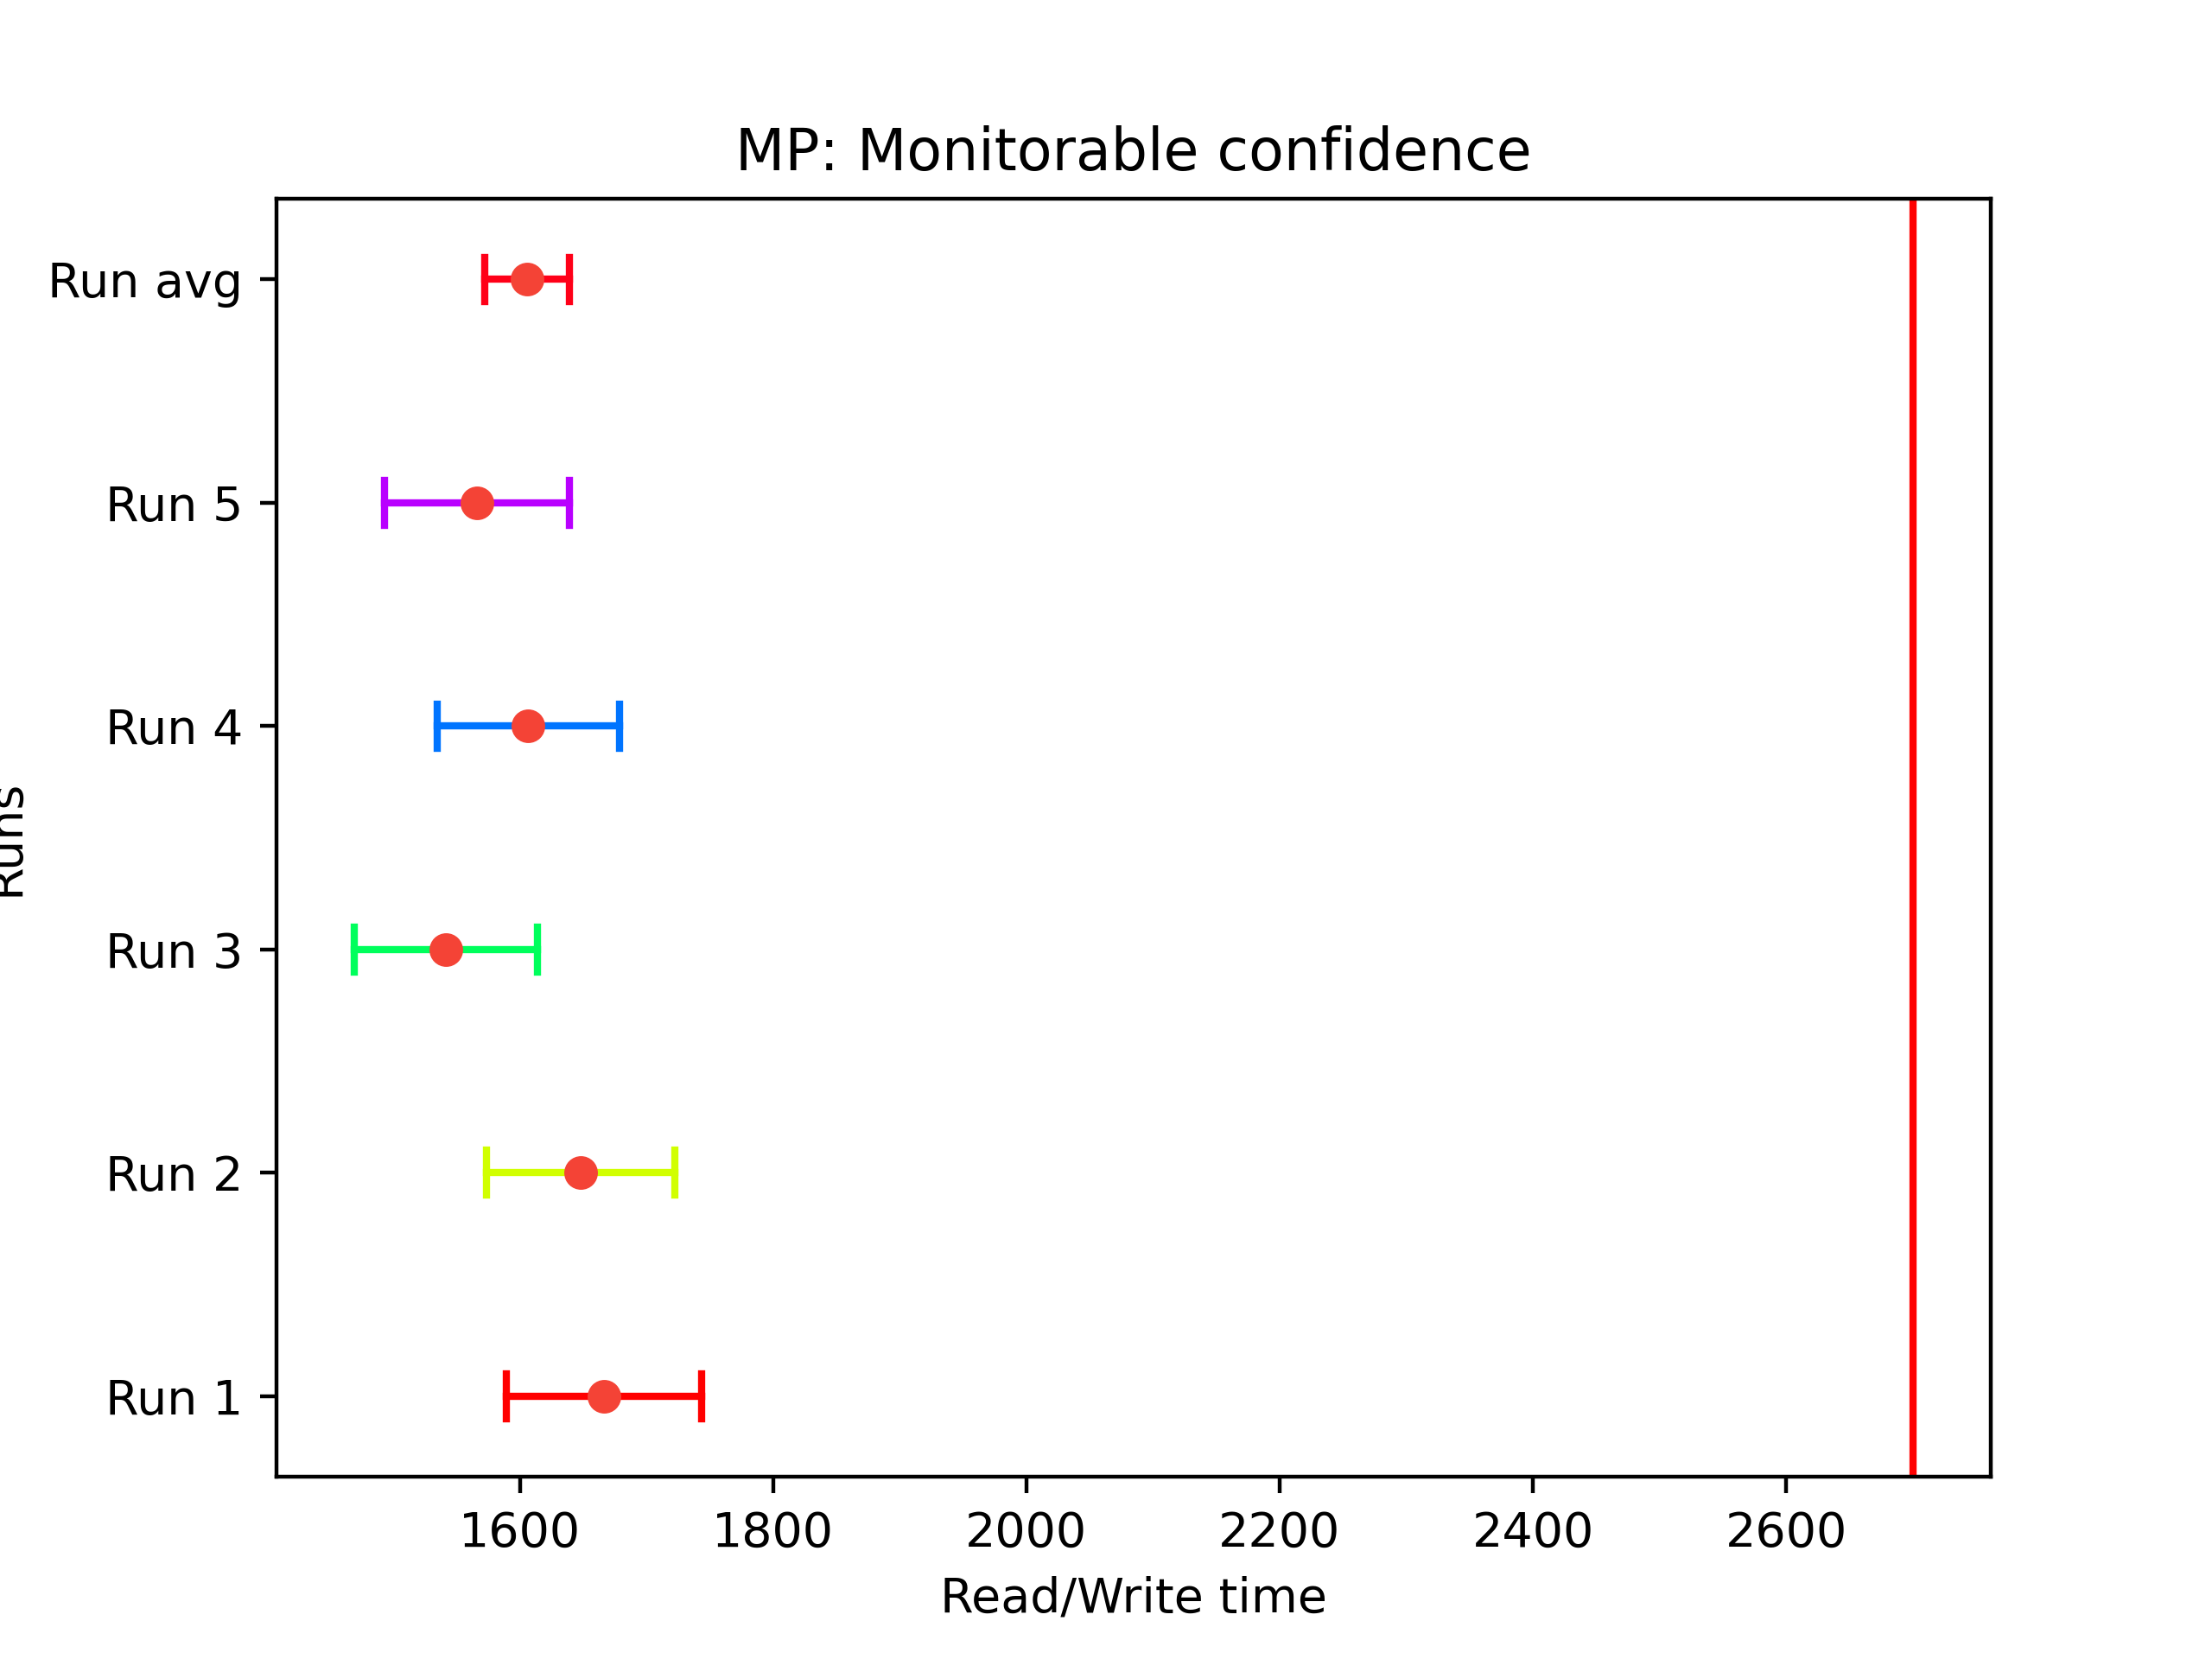 MP: Monitorable confidence
Run avg
Run 5
Run 4
Run 3
Run 2
Run 1
Runs
1600 1800 2000 2200 2400 2600
Read/Write time